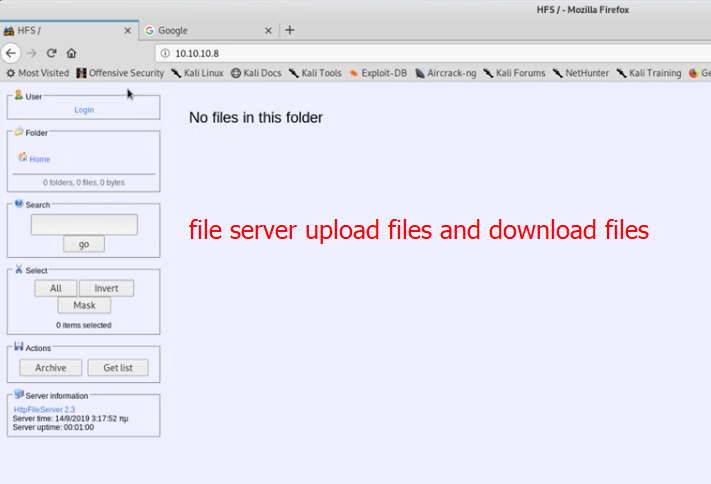 HFS / - Mozilla Firefox
HFS /
Google
10.10.10.8
Most Visited Offensive Security Kali Linux Kali Docs Kali Tools Exploit-DB Aircrack-ng Kali Forums NetHunter Kali Training Ge
User
Login
Folder
Home
0 folders, 0 files, 0 bytes
Search
go
Select
All Invert
Mask
0 items selected
Actions
Archive Get list
Server information
HttpFileServer 2.3
Server time: 14/9/2019 3:17:52 πμ
Server uptime: 00:01:00
No files in this folder
file server upload files and download files